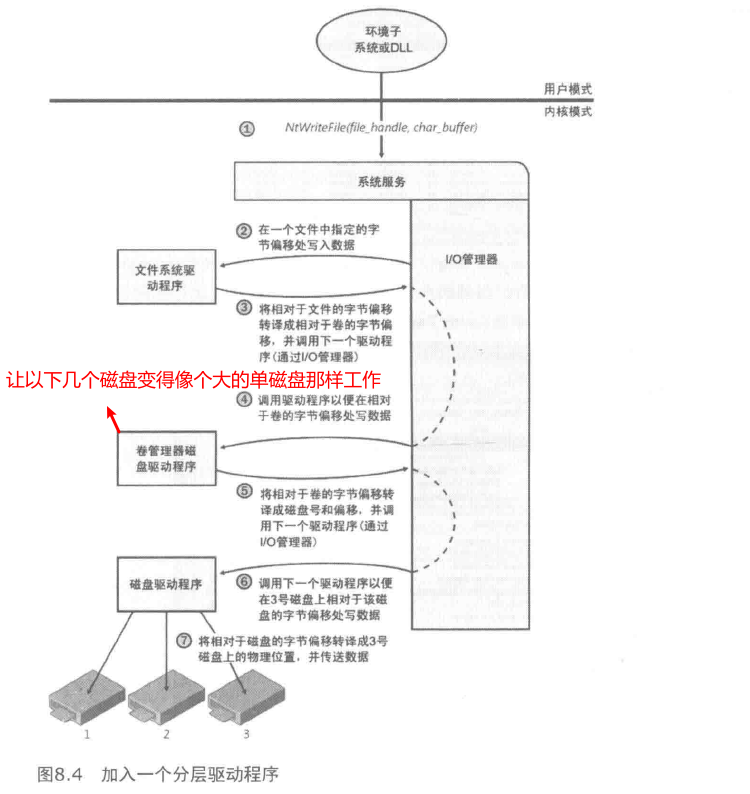 环境子
系统或DLL
用户模式
内核模式
① NtWriteFile(file_handle, char_buffer)
系统服务
② 在一个文件中指定的字
节偏移处写入数据
I/O管理器
文件系统驱
动程序
③ 将相对于文件的字节偏移
转译成相对于卷的字节偏
移，并调用下一个驱动程
序(通过I/O管理器)
让以下几个磁盘变得像个大的单磁盘那样工作
④ 调用驱动程序以便在相对
于卷的字节偏移处写数据
卷管理器磁
盘驱动程序
⑤ 将相对于卷的字节偏移转
译成磁盘号和偏移，并调
用下一个驱动程序(通过
I/O管理器)
磁盘驱动程序
⑥ 调用下一个驱动程序以便
在3号磁盘上相对于该磁
盘的字节偏移处写数据
⑦ 将相对于磁盘的字节偏移转译成3号
磁盘上的物理位置，并传送数据
1
2
3
图8.4 加入一个分层驱动程序